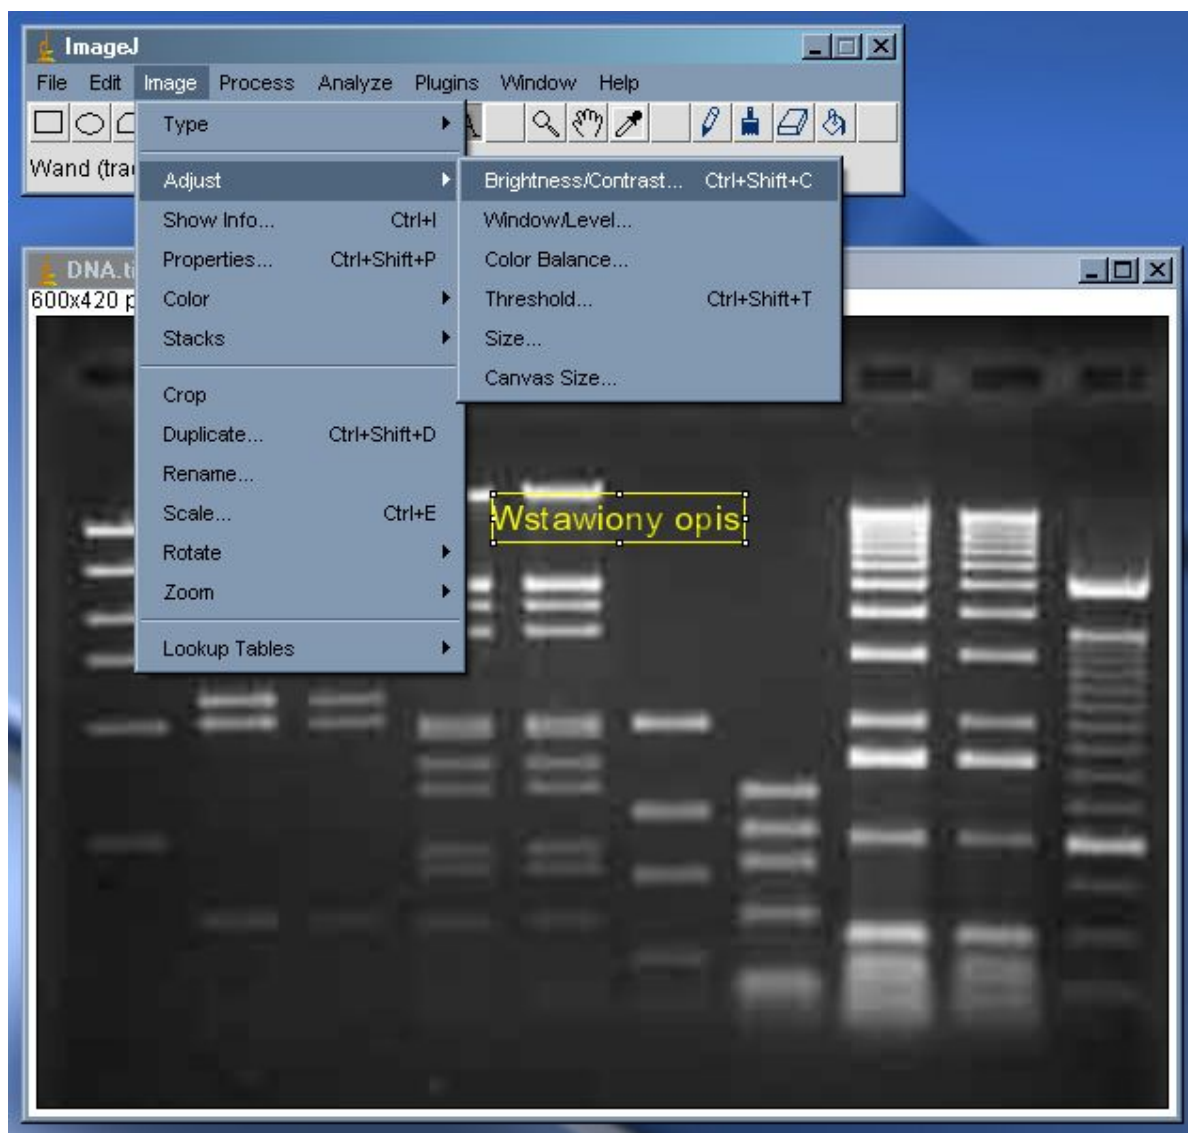 ImageJ
File Edit Image Process Analyze Plugins Window Help
Type
Wand (tra
Adjust
Brightness/Contrast... Ctrl+Shift+C
Show Info... Ctrl+I
Window/Level...
Properties... Ctrl+Shift+P
Color Balance...
DNA.ti
600x420 p
Color
Threshold... Ctrl+Shift+T
Stacks
Size...
Canvas Size...
Crop
Duplicate... Ctrl+Shift+D
Rename...
Scale... Ctrl+E
Wstawiony opis
Rotate
Zoom
Lookup Tables